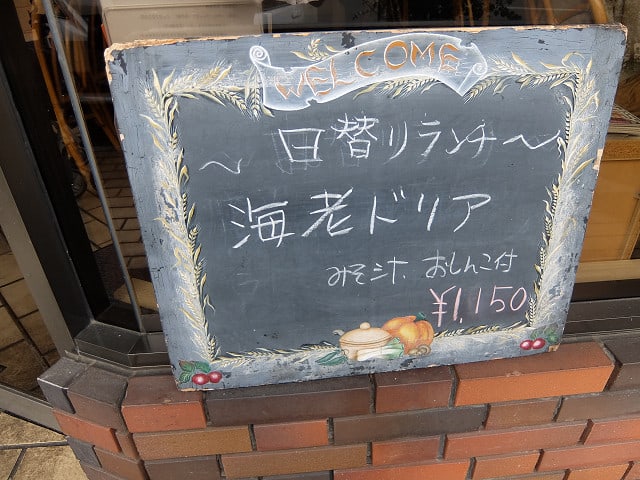 WELCOME
～日替リランチ～
海老ドリア
みそ汁 おしんこ付
¥1,150